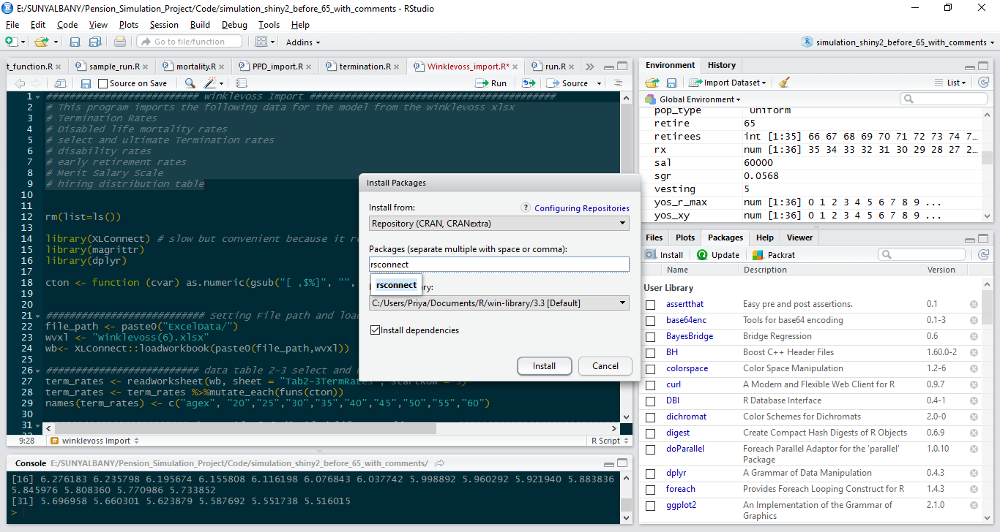 E:/SUNYALBANY/Pension_Simulation_Project/Code/simulation_shiny2_before_65_with_comments - RStudio
File Edit Code View Plots Session Build Debug Tools Help
Go to file/function Addins simulation_shiny2_before_65_with_comments
t_function.R sample_run.R mortality.R PPD_import.R termination.R Winklevoss_import.R* run.R
Source on Save Run Source
1 ########################## Winklevoss Import ##########################################
2 # This program imports the following data for the model from the winklevoss xlsx
3 # Termination Rates
4 # Disabled life mortality rates
5 # select and ultimate Termination rates
6 # disability rates
7 # early retirement rates
8 # Merit Salary Scale
9 # hiring distribution table
10
11
12 rm(list=ls())
13
14 library(XLConnect) # slow but convenient because it r
15 library(magrittr)
16 library(dplyr)
17
18 cton <- function (cvar) as.numeric(gsub("[ ,$%]", "",
19
20
21 ########################### Setting File path and loa
22 file_path <- paste0("ExcelData/")
23 wvxl <- "Winklevoss(6).xlsx"
24 wb<- XLConnect::loadWorkbook(paste0(file_path,wvxl))
25
26 ########################## data table 2-3 select and
27 term_rates <- readWorksheet(wb, sheet = "Tab2-3TermRates", startRow = 3)
28 term_rates <- term_rates %>%mutate_each(funs(cton))
29 names(term_rates) <- c("agex", "20","25","30","35","40","45","50","55","60")
30
31
9:28 winklevoss Import R Script
Console E:/SUNYALBANY/Pension_Simulation_Project/Code/simulation_shiny2_before_65_with_comments/
[16] 6.276183 6.235798 6.195674 6.155808 6.116198 6.076843 6.037742 5.998892 5.960292 5.921940 5.883836
5.845976 5.808360 5.770986 5.733852
[31] 5.696958 5.660301 5.623879 5.587692 5.551738 5.516015
>
Install Packages
Install from: ? Configuring Repositories
Repository (CRAN, CRANextra)
Packages (separate multiple with space or comma):
rsconnect
rsconnect
ry:
C:/Users/Priya/Documents/R/win-library/3.3 [Default]
Install dependencies
Install Cancel
Environment History
Import Dataset List
Global Environment
pop_type "uniform"
retire 65
retirees int [1:35] 66 67 68 69 70 71 72 73 74 7…
rx num [1:36] 35 34 33 32 31 30 29 28 27 2…
sal 60000
sgr 0.0568
vesting 5
yos_r_max num [1:36] 0 1 2 3 4 5 6 7 8 9 ...
yos_xy num [1:36] 0 1 2 3 4 5 6 7 8 9 ...
Files Plots Packages Help Viewer
Install Update Packrat
Name Description Version
User Library
assertthat Easy pre and post assertions. 0.1
base64enc Tools for base64 encoding 0.1-3
BayesBridge Bridge Regression 0.6
BH Boost C++ Header Files 1.60.0-2
colorspace Color Space Manipulation 1.2-6
curl A Modern and Flexible Web Client for R 0.9.7
DBI R Database Interface 0.4-1
dichromat Color Schemes for Dichromats 2.0-0
digest Create Compact Hash Digests of R Objects 0.6.9
doParallel Foreach Parallel Adaptor for the 'parallel' 1.0.10
Package
dplyr A Grammar of Data Manipulation 0.4.3
foreach Provides Foreach Looping Construct for R 1.4.3
ggplot2 An Implementation of the Grammar of 2.1.0
Graphics